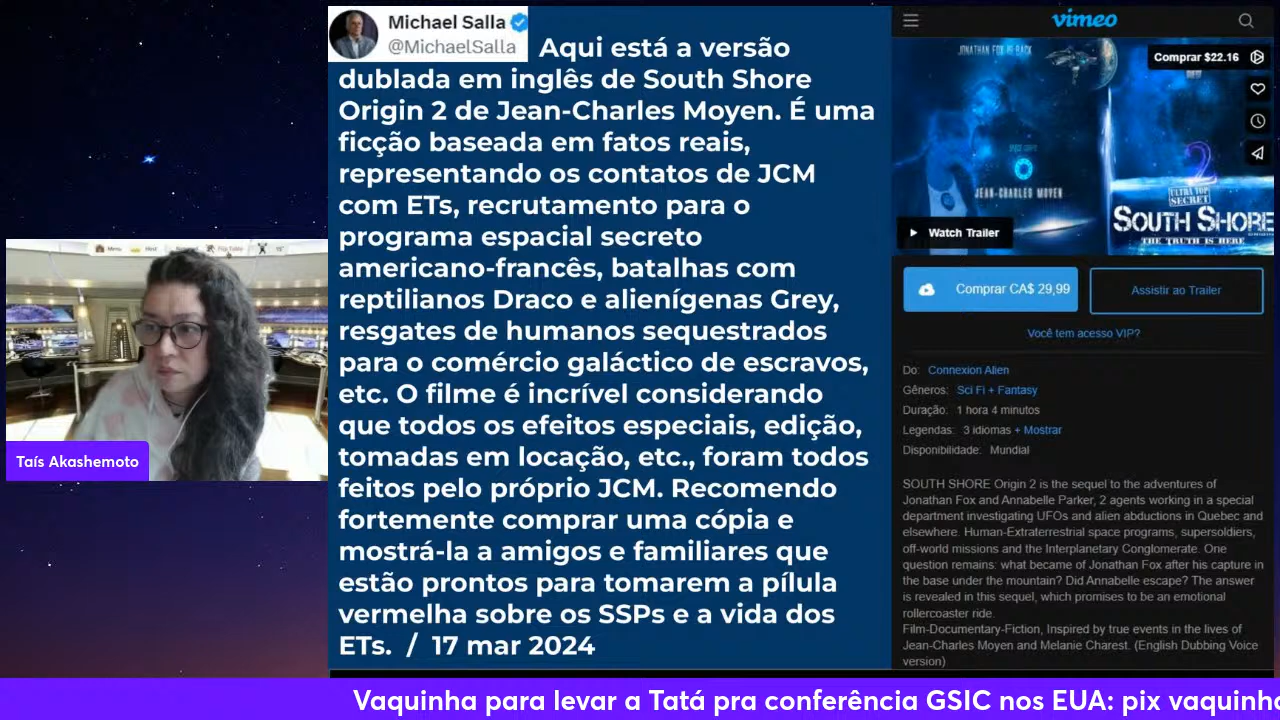 Michael Salla
@MichaelSalla
Aqui está a versão
dublada em inglês de South Shore
Origin 2 de Jean-Charles Moyen. É uma
ficção baseada em fatos reais,
representando os contatos de JCM
com ETs, recrutamento para o
programa espacial secreto
americano-francês, batalhas com
reptilianos Draco e alienígenas Grey,
resgates de humanos sequestrados
para o comércio galáctico de escravos,
etc. O filme é incrível considerando
que todos os efeitos especiais, edição,
tomadas em locação, etc., foram todos
feitos pelo próprio JCM. Recomendo
fortemente comprar uma cópia e
mostrá-la a amigos e familiares que
estão prontos para tomarem a pílula
vermelha sobre os SSPs e a vida dos
ETs. / 17 mar 2024
vimeo
JONATHAN FOX IS BACK
Comprar $22.16
JEAN-CHARLES MOYEN
2
ULTRA TOP
SECRET
SOUTH SHORE
THE TRUTH IS HERE
Watch Trailer
Comprar CA$ 29,99
Assistir ao Trailer
Você tem acesso VIP?
Do: Connexion Alien
Gêneros: Sci Fi + Fantasy
Duração: 1 hora 4 minutos
Legendas: 3 idiomas + Mostrar
Disponibilidade: Mundial
SOUTH SHORE Origin 2 is the sequel to the adventures of
Jonathan Fox and Annabelle Parker, 2 agents working in a special
department investigating UFOs and alien abductions in Quebec and
elsewhere. Human-Extraterrestrial space programs, supersoldiers,
off-world missions and the Interplanetary Conglomerate. One
question remains: what became of Jonathan Fox after his capture in
the base under the mountain? Did Annabelle escape? The answer
is revealed in this sequel, which promises to be an emotional
rollercoaster ride.
Film-Documentary-Fiction, Inspired by true events in the lives of
Jean-Charles Moyen and Melanie Charest. (English Dubbing Voice
version)
Taís Akashemoto
Vaquinha para levar a Tatá pra conferência GSIC nos EUA: pix vaquinha